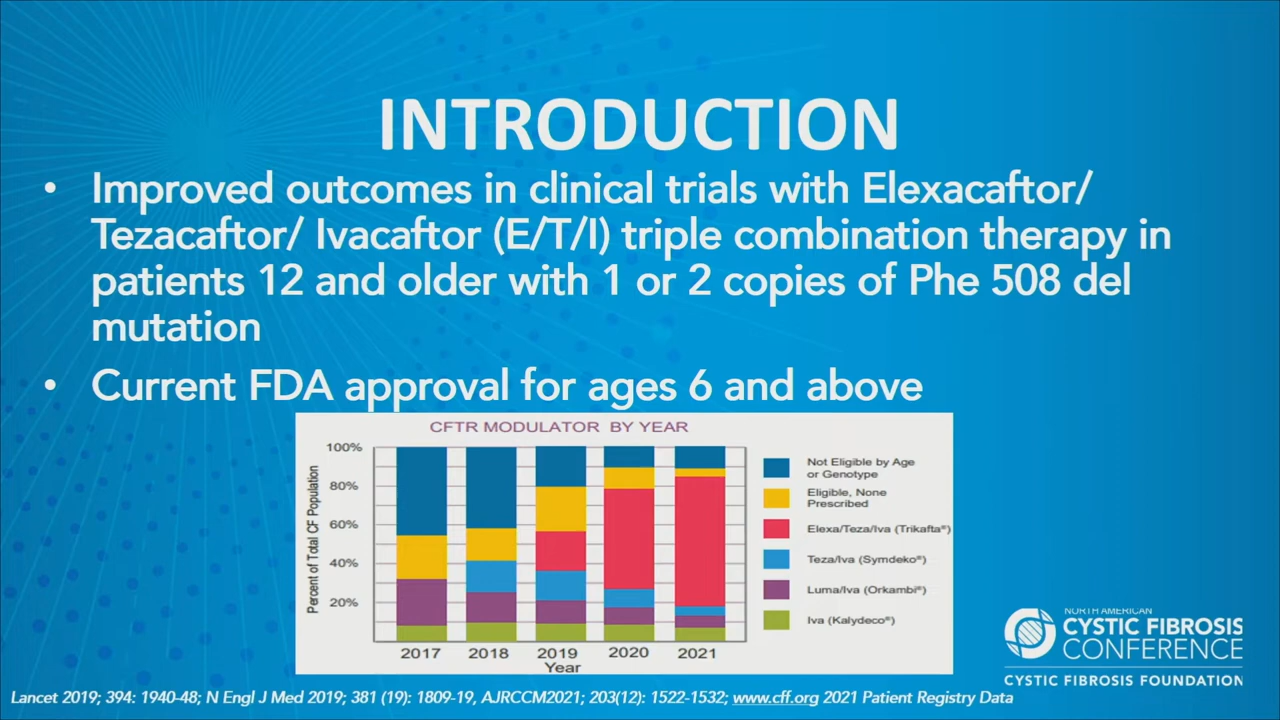 INTRODUCTION
• Improved outcomes in clinical trials with Elexacaftor/
Tezacaftor/ Ivacaftor (E/T/I) triple combination therapy in
patients 12 and older with 1 or 2 copies of Phe 508 del
mutation
• Current FDA approval for ages 6 and above
CFTR MODULATOR BY YEAR
Percent of Total CF Population
100%
80%
60%
40%
20%
2017 2018 2019 2020 2021
Year
Not Eligible by Age
or Genotype
Eligible, None
Prescribed
Elexa/Teza/Iva (Trikafta®)
Teza/Iva (Symdeko®)
Luma/Iva (Orkambi®)
Iva (Kalydeco®)
NORTH AMERICAN
CYSTIC FIBROSIS
CONFERENCE
CYSTIC FIBROSIS FOUNDATION
Lancet 2019; 394: 1940-48; N Engl J Med 2019; 381 (19): 1809-19, AJRCCM2021; 203(12): 1522-1532; www.cff.org 2021 Patient Registry Data